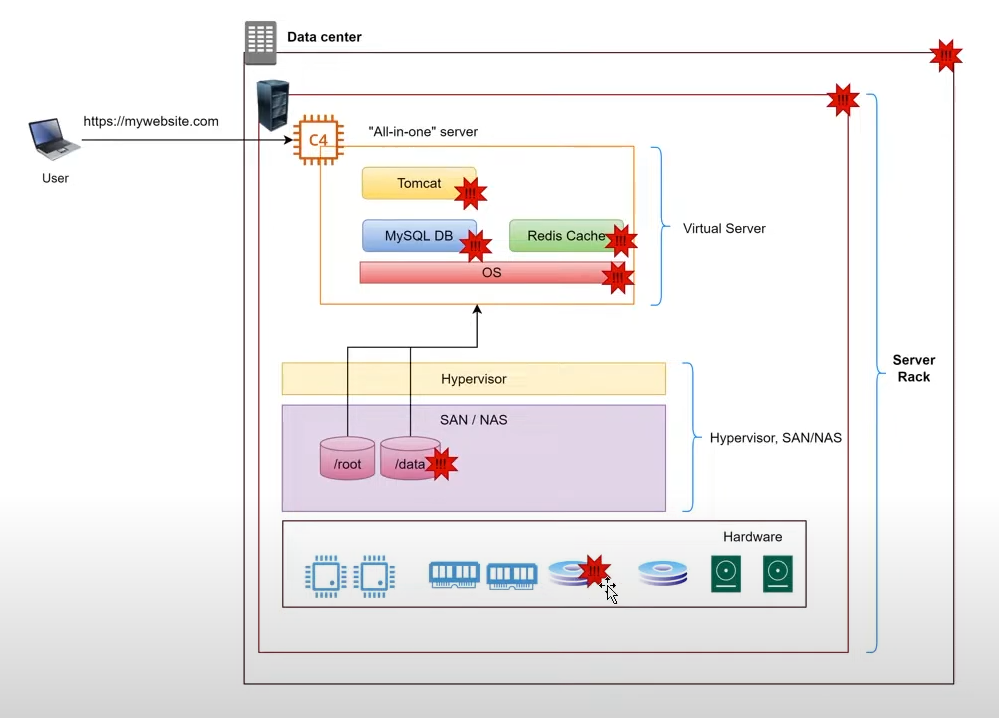 Data center
!!!
!!!
https://mywebsite.com
C4
"All-in-one" server
User
Tomcat
!!!
MySQL DB
!!!
Redis Cache
!!!
Virtual Server
OS
!!!
Server
Rack
Hypervisor
SAN / NAS
Hypervisor, SAN/NAS
/root
/data
!!!
Hardware
!!!